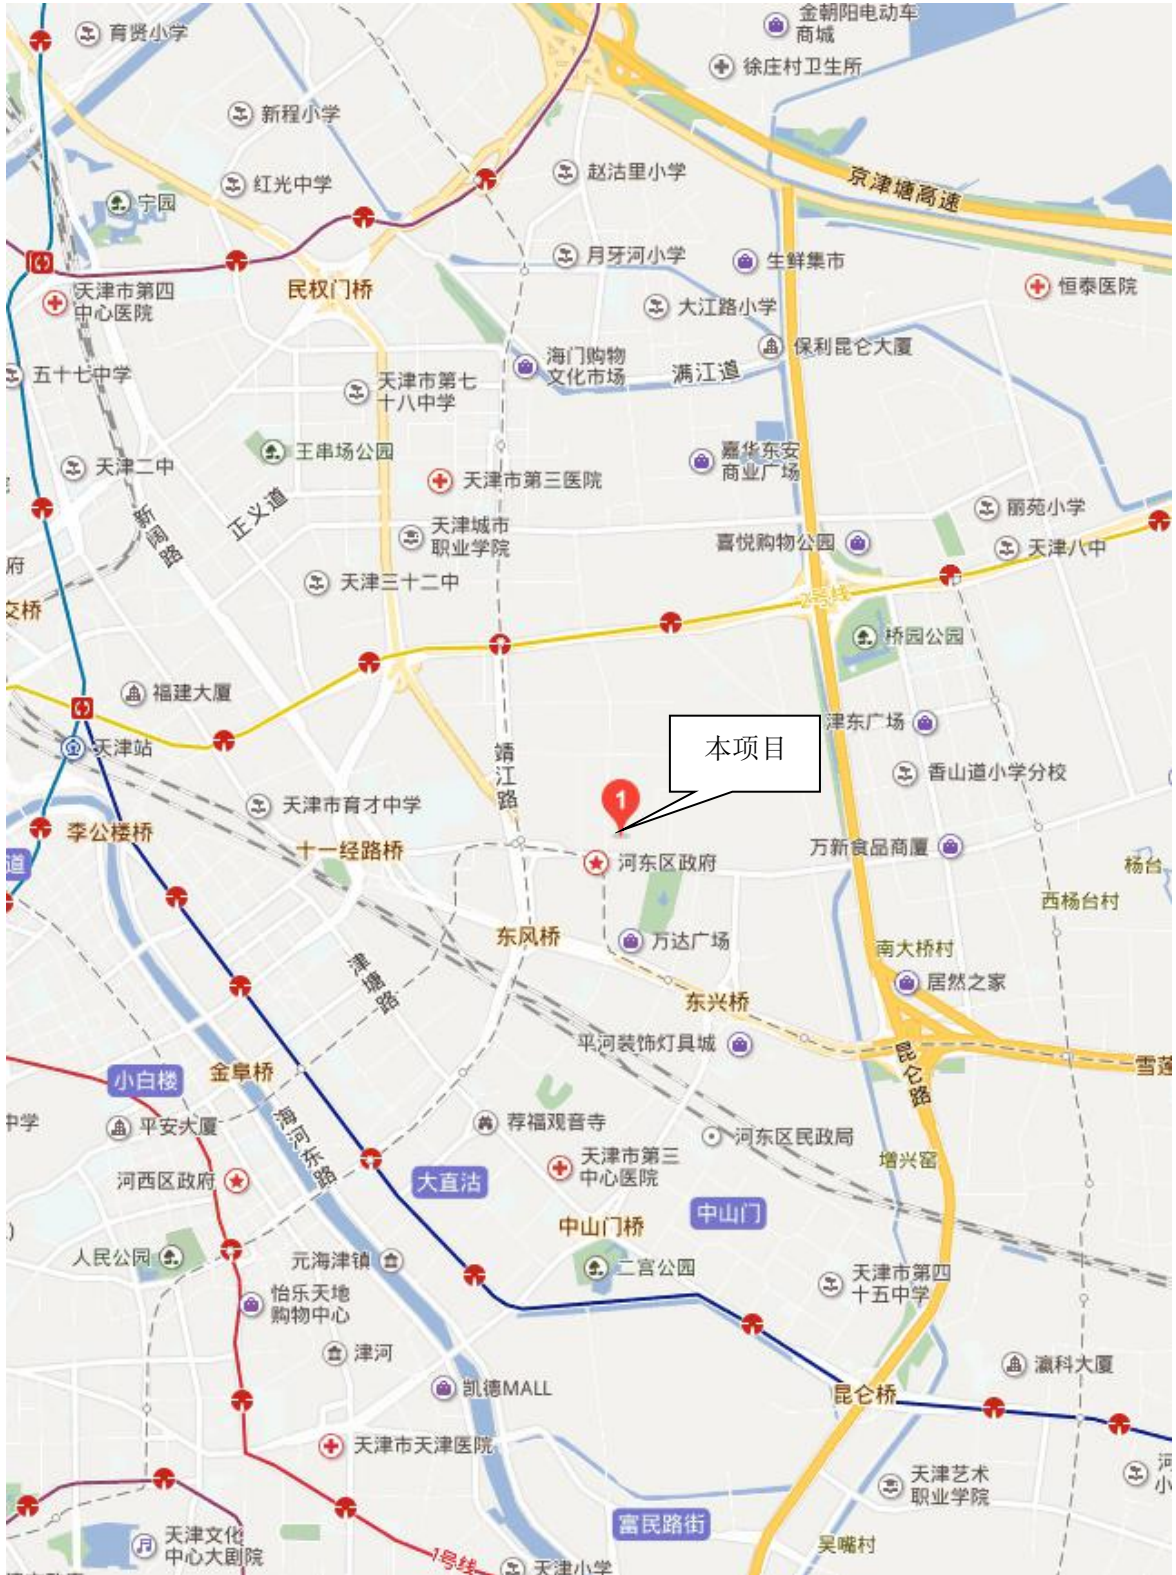 育贤小学
金朝阳电动车
商城
徐庄村卫生所
新程小学
赵沽里小学
红光中学
宁园
京津塘高速
月牙河小学
生鲜集市
民权门桥
天津市第四
中心医院
大江路小学
恒泰医院
保利昆仑大厦
五十七中学
海门购物
文化市场
满江道
天津市第七
十八中学
王串场公园
嘉华东安
商业广场
天津二中
天津市第三医院
正义道
新阔路
天津城市
职业学院
丽苑小学
喜悦购物公园
天津八中
府
天津三十二中
2号线
交桥
桥园公园
福建大厦
津东广场
天津站
本项目
靖江路
1
香山道小学分校
天津市育才中学
李公楼桥
十一经路桥
万新食品商厦
道
河东区政府
杨台
西杨台村
东风桥
万达广场
南大桥村
津塘路
居然之家
东兴桥
平河装饰灯具城
昆仑路
雪莲
金阜桥
小白楼
中学
平安大厦
海河东路
荐福观音寺
河东区民政局
增兴窑
河西区政府
大直沽
天津市第三
中心医院
中山门
中山门桥
人民公园
元海津镇
二宫公园
天津市第四
十五中学
怡乐天地
购物中心
津河
瀛科大厦
凯德MALL
昆仑桥
天津市天津医院
天津艺术
职业学院
河
小
富民路街
天津文化
中心大剧院
吴嘴村
1号线
天津小学